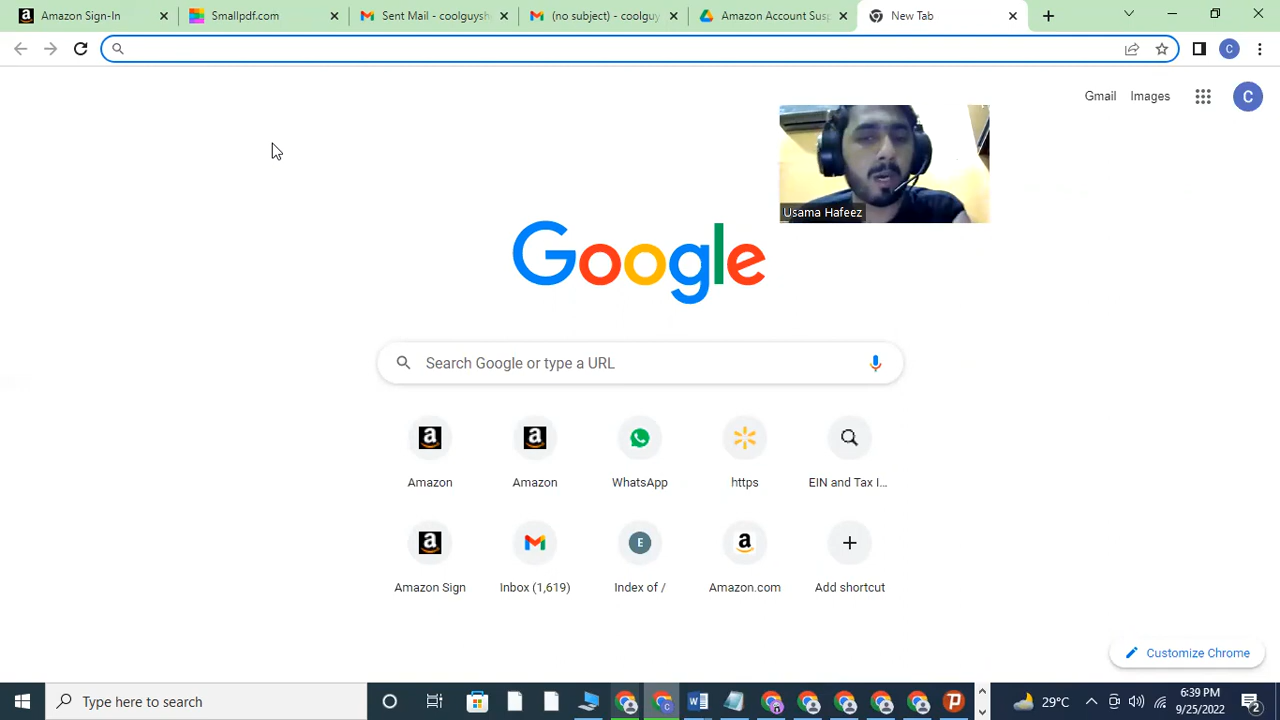 Amazon Sign-In
Smallpdf.com
Sent Mail - coolguysh
(no subject) - coolguy
Amazon Account Sus
New Tab
Gmail
Images
C
Usama Hafeez
Google
Search Google or type a URL
Amazon
Amazon
WhatsApp
https
EIN and Tax I...
Amazon Sign
Inbox (1,619)
E
Index of /
Amazon.com
Add shortcut
Customize Chrome
Type here to search
29°C
6:39 PM
9/25/2022
2